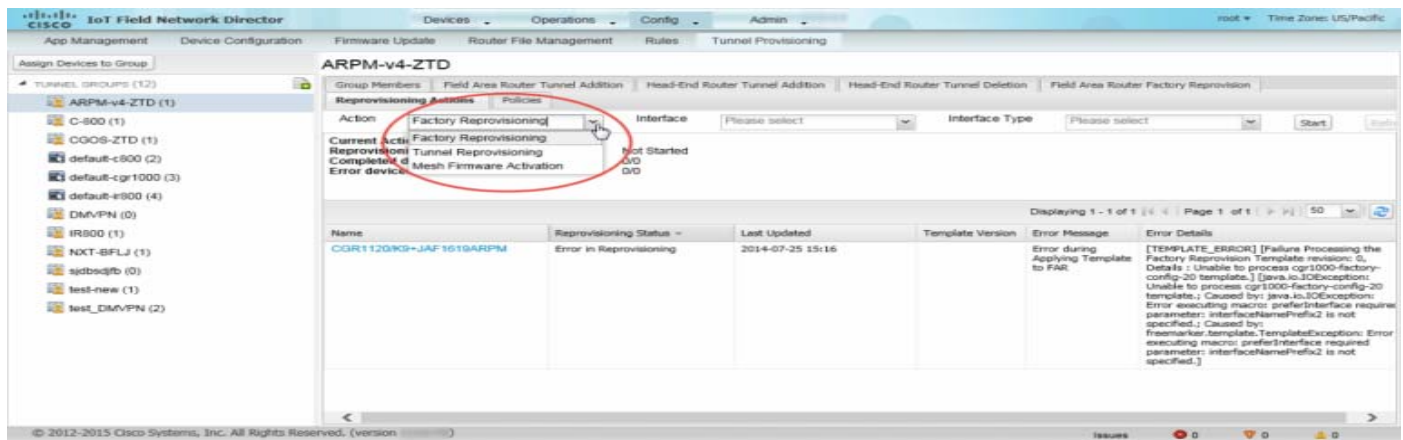 CISCO IoT Field Network Director
Devices Operations Config Admin root Time Zone: US/Pacific
App Management Device Configuration Firmware Update Router File Management Rules Tunnel Provisioning
Assign Devices to Group
ARPM-v4-ZTD
TUNNEL GROUPS (12)
ARPM-v4-ZTD (1)
C-800 (1)
CGOS-ZTD (1)
default-c800 (2)
default-cgr1000 (3)
default-ir800 (4)
DMVPN (0)
IR800 (1)
NXT-BFLJ (1)
sjdbsdjfb (0)
test-new (1)
test_DMVPN (2)
Group Members Field Area Router Tunnel Addition Head-End Router Tunnel Addition Head-End Router Tunnel Deletion Field Area Router Factory Reprovision
Reprovisioning Actions Policies
Action Factory Reprovisioning Interface Please select Interface Type Please select Start
Factory Reprovisioning
Tunnel Reprovisioning
Mesh Firmware Activation
Current Acti
Reprovisioni Not Started
Completed d 0/0
Error device 0/0
Displaying 1 - 1 of 1 Page 1 of 1 50
Name Reprovisioning Status Last Updated Template Version Error Message Error Details
CGR1120/K9+JAF1619ARPM Error in Reprovisioning 2014-07-25 15:16
Error during
Applying Template
to FAR
[TEMPLATE_ERROR] [Failure Processing the
Factory Reprovision Template revision: 0,
Details : Unable to process cgr1000-factory-
config-20 template.] [java.io.IOException:
Unable to process cgr1000-factory-config-20
template.; Caused by: java.io.IOException:
Error executing macro: preferInterface require
parameter: interfaceNamePrefix2 is not
specified.; Caused by:
freemarker.template.TemplateException: Error
executing macro: preferInterface required
parameter: interfaceNamePrefix2 is not
specified.]
© 2012-2015 Cisco Systems, Inc. All Rights Reserved. (version )
Issues 0 0 0